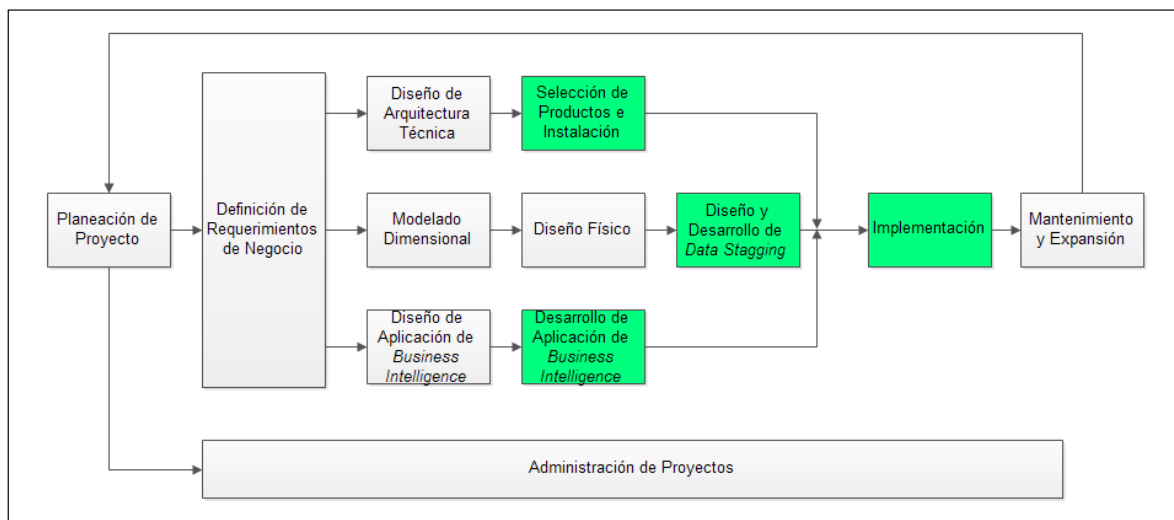 Planeación de
Proyecto
Definición de
Requerimientos
de Negocio
Diseño de
Arquitectura
Técnica
Selección de
Productos e
Instalación
Modelado
Dimensional
Diseño Físico
Diseño y
Desarrollo de
Data Stagging
Diseño de
Aplicación de
Business
Intelligence
Desarrollo de
Aplicación de
Business
Intelligence
Implementación
Mantenimiento
y Expansión
Administración de Proyectos